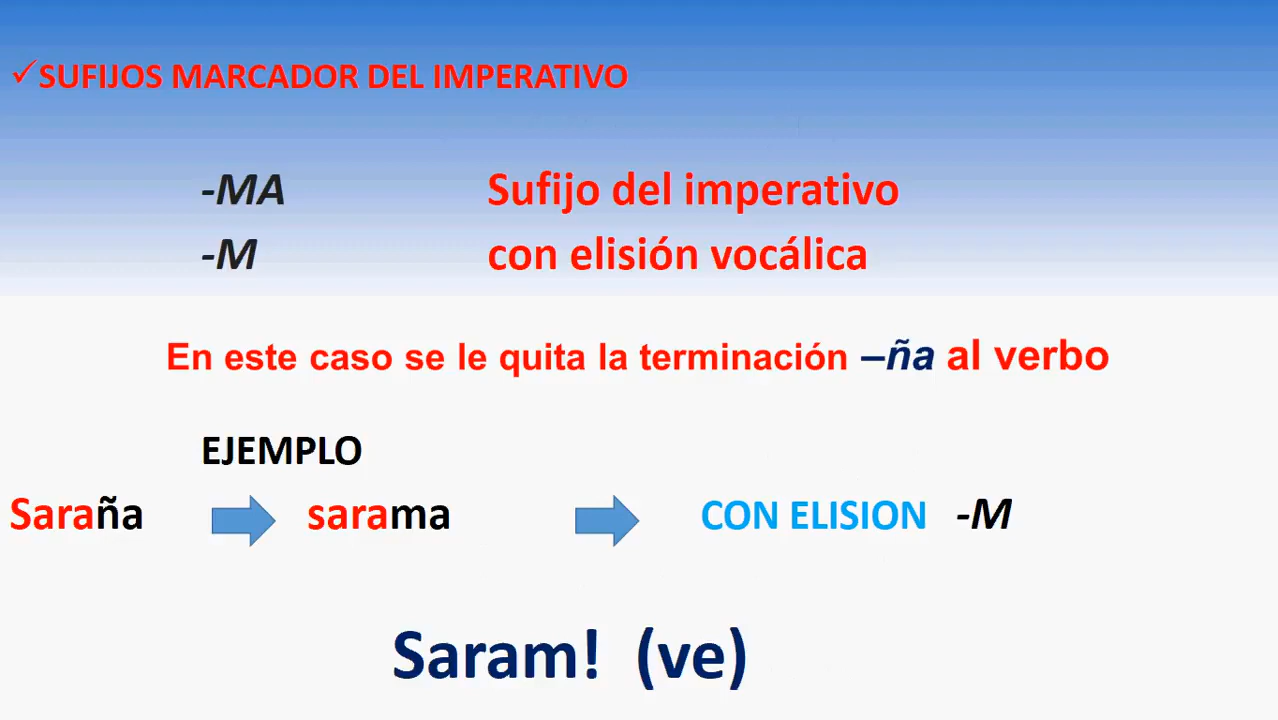 ✓SUFIJOS MARCADOR DEL IMPERATIVO
-MA Sufijo del imperativo
-M con elisión vocálica
En este caso se le quita la terminación –ña al verbo
EJEMPLO
Saraña sarama CON ELISION -M
Saram! (ve)